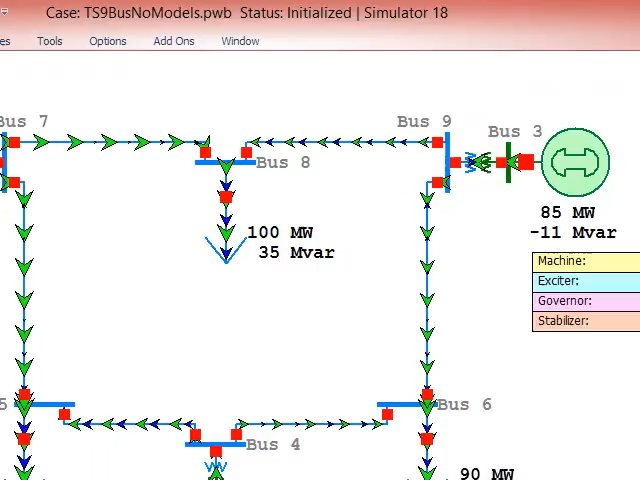 Case: TS9BusNoModels.pwb Status: Initialized | Simulator 18
es Tools Options Add Ons Window
Bus 7
Bus 9
Bus 3
Bus 8
85 MW
-11 Mvar
100 MW
35 Mvar
Machine:
Exciter:
Governor:
Stabilizer:
5
Bus 6
Bus 4
90 MW